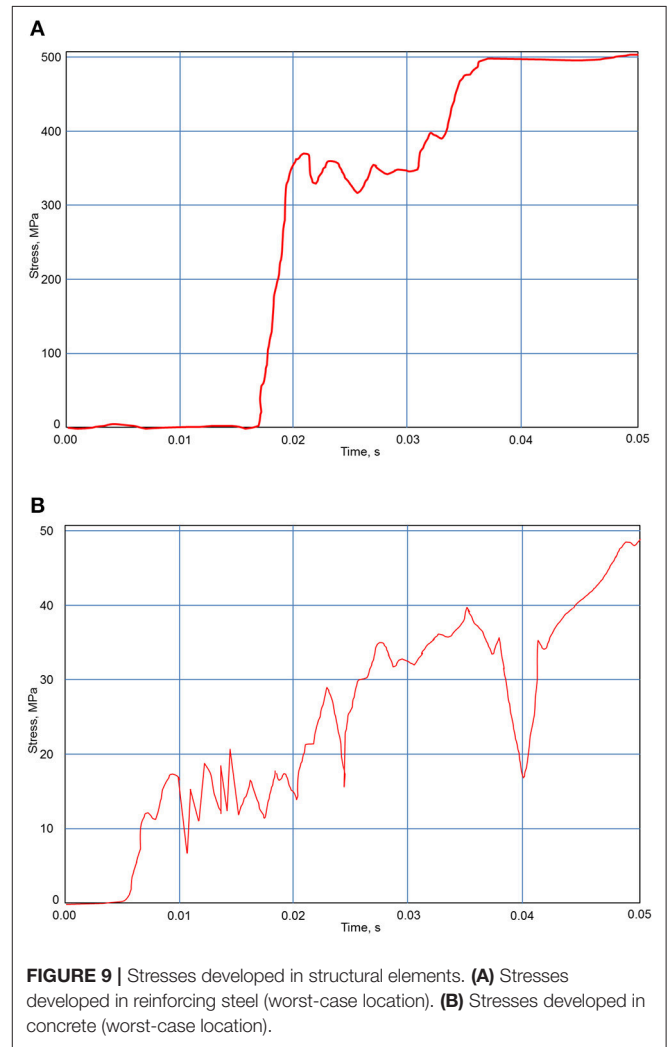 A
500
400
300
200
100
0
Stress, MPa
0.00 0.01 0.02 0.03 0.04 0.05
Time, s
B
50
40
30
20
10
0
Stress, MPa
0.00 0.01 0.02 0.03 0.04 0.05
Time, s
FIGURE 9 | Stresses developed in structural elements. (A) Stresses
developed in reinforcing steel (worst-case location). (B) Stresses developed in
concrete (worst-case location).